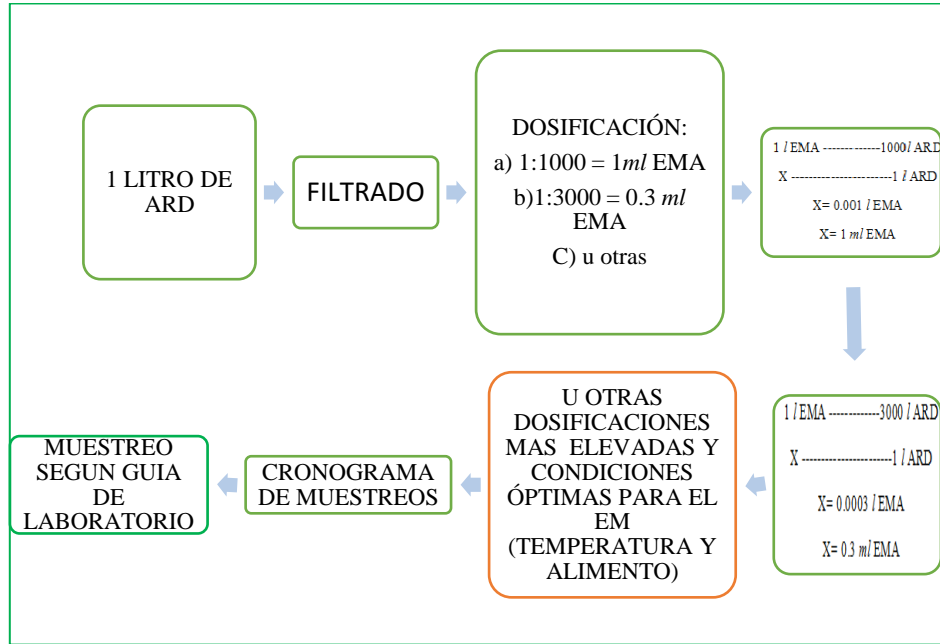 1 LITRO DE
ARD
FILTRADO
DOSIFICACIÓN:
a) 1:1000 = 1ml EMA
b)1:3000 = 0.3 ml
EMA
C) u otras
1 l EMA -------------1000l ARD
X ------------------------1 l ARD
X= 0.001 l EMA
X= 1 ml EMA
1 l EMA -------------3000 l ARD
X -----------------------1 l ARD
X= 0.0003 l EMA
X= 0.3 ml EMA
U OTRAS
DOSIFICACIONES
MAS ELEVADAS Y
CONDICIONES
ÓPTIMAS PARA EL
EM
(TEMPERATURA Y
ALIMENTO)
CRONOGRAMA
DE MUESTREOS
MUESTREO
SEGUN GUIA
DE
LABORATORIO